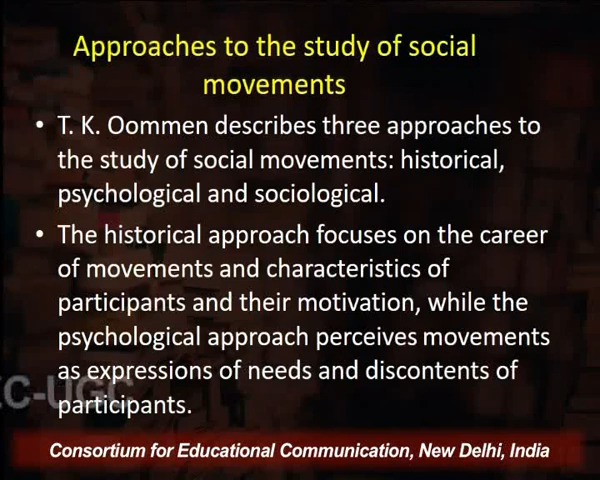 Approaches to the study of social
movements
• T. K. Oommen describes three approaches to
the study of social movements: historical,
psychological and sociological.
• The historical approach focuses on the career
of movements and characteristics of
participants and their motivation, while the
psychological approach perceives movements
as expressions of needs and discontents of
EC-UGC
participants.
Consortium for Educational Communication, New Delhi, India